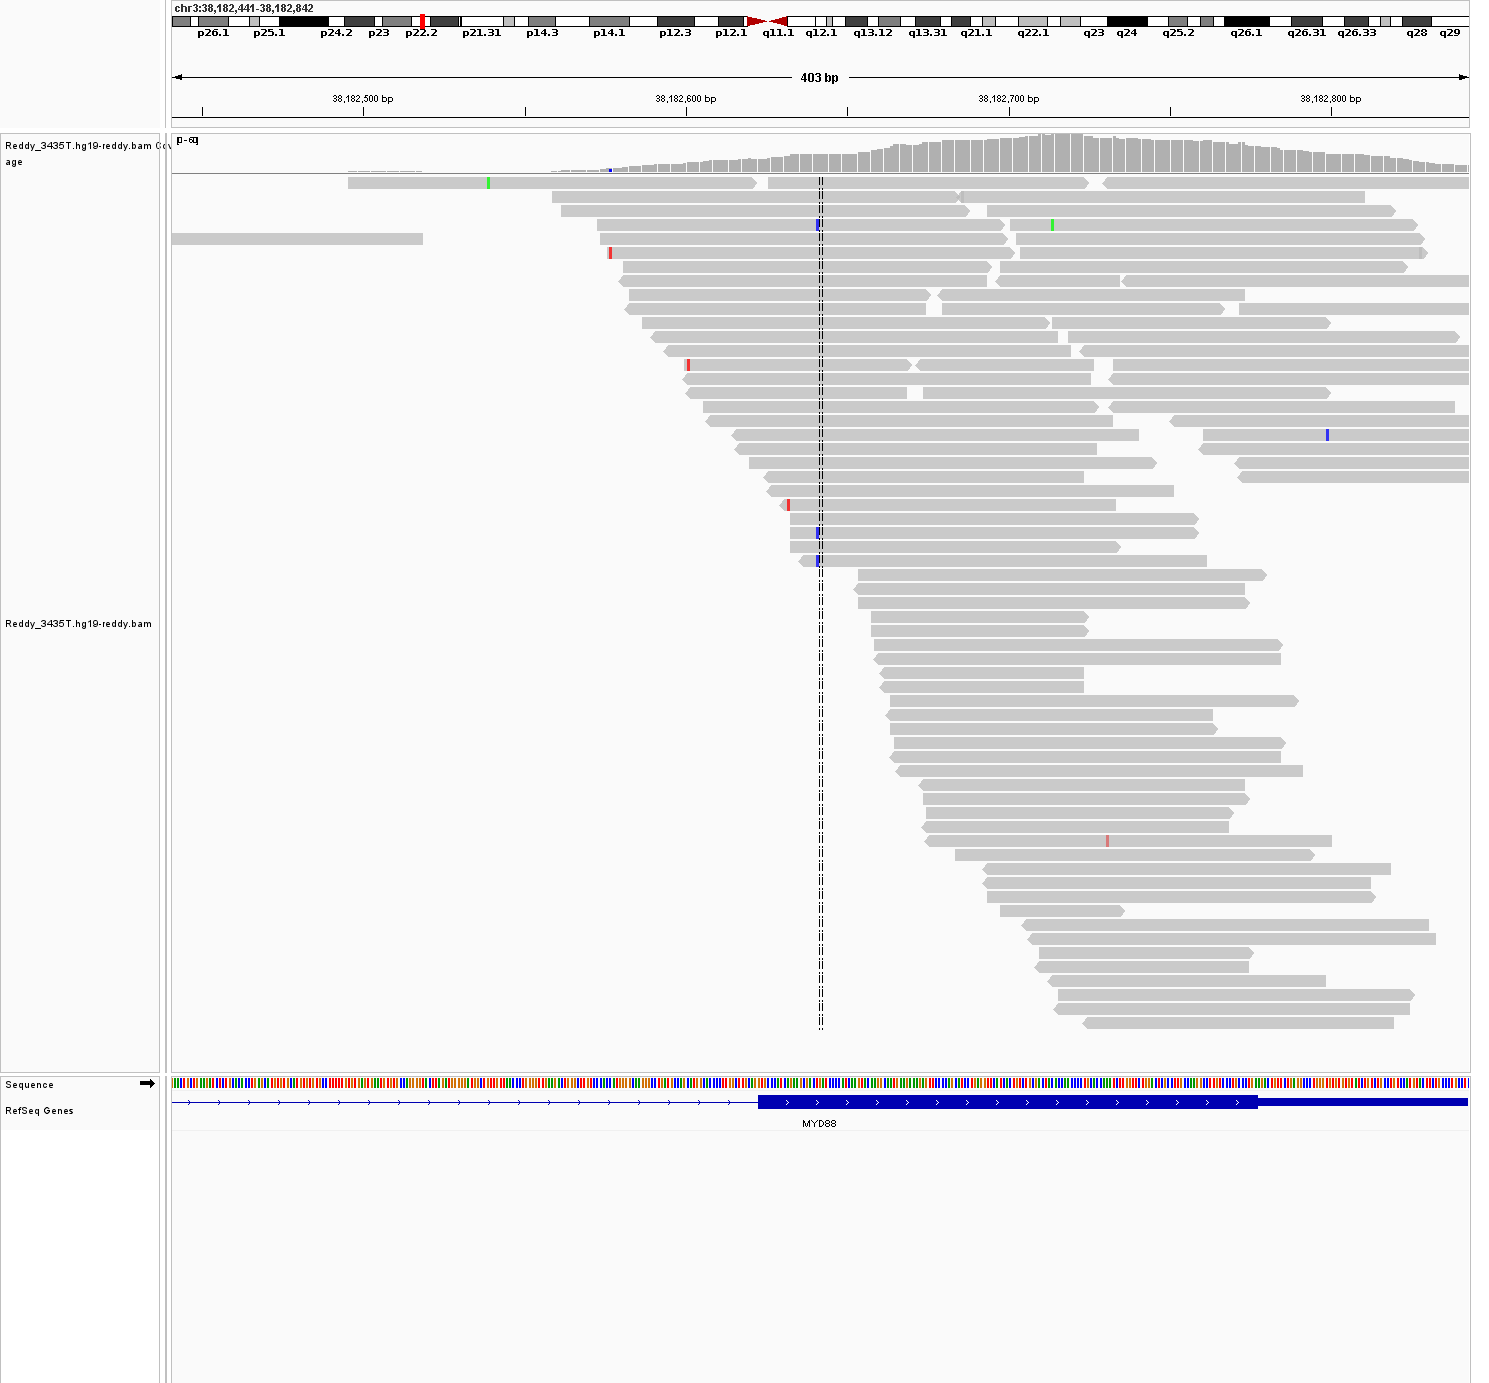 chr3:38,182,441-38,182,842
p26.1 p25.1 p24.2 p23 p22.2 p21.31 p14.3 p14.1 p12.3 p12.1 q11.1 q12.1 q13.12 q13.31 q21.1 q22.1 q23 q24 q25.2 q26.1 q26.31 q26.33 q28 q29
403 bp
38,182,500 bp 38,182,600 bp 38,182,700 bp 38,182,800 bp
[0 - 60]
Reddy_3435T.hg19-reddy.bam Cov
age
Reddy_3435T.hg19-reddy.bam
Sequence
RefSeq Genes
MYD88